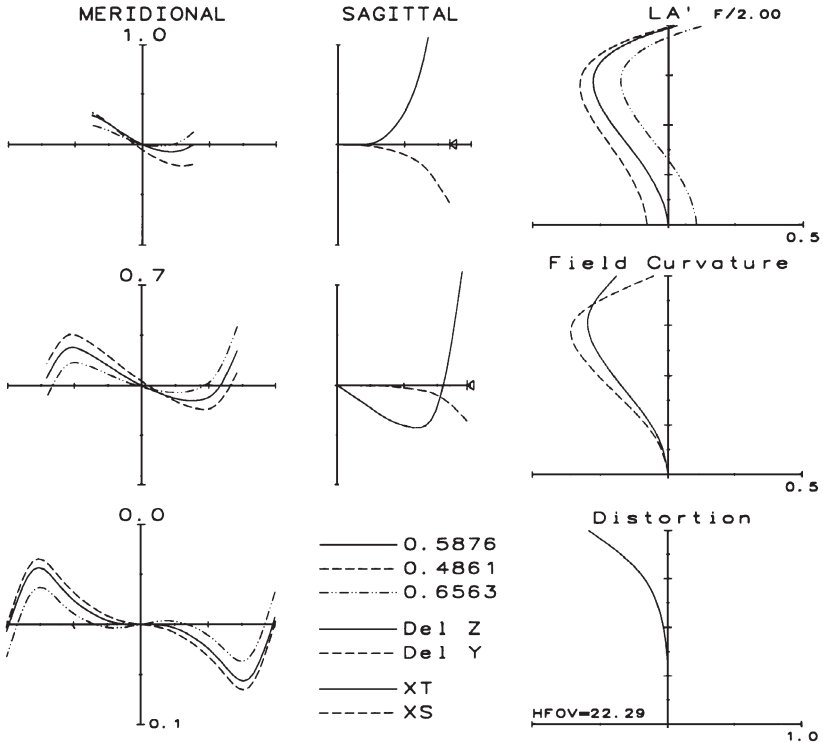 MERIDIONAL
1.0
SAGITTAL
LA' F/2.00
0.5
0.7
Field Curvature
0.5
0.0
0.1
0.5876
0.4861
0.6563
Del Z
Del Y
XT
XS
Distortion
HFOV=22.29
1.0